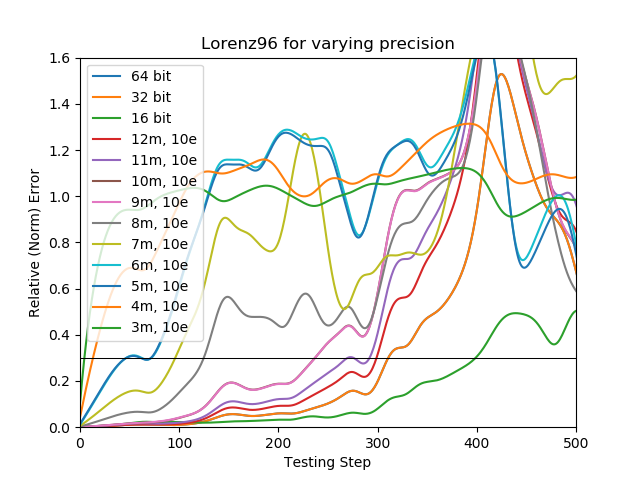 Lorenz96 for varying precision
1.6
1.4
1.2
1.0
0.8
0.6
0.4
0.2
0.0
Relative (Norm) Error
64 bit
32 bit
16 bit
12m, 10e
11m, 10e
10m, 10e
9m, 10e
8m, 10e
7m, 10e
6m, 10e
5m, 10e
4m, 10e
3m, 10e
0 100 200 300 400 500
Testing Step